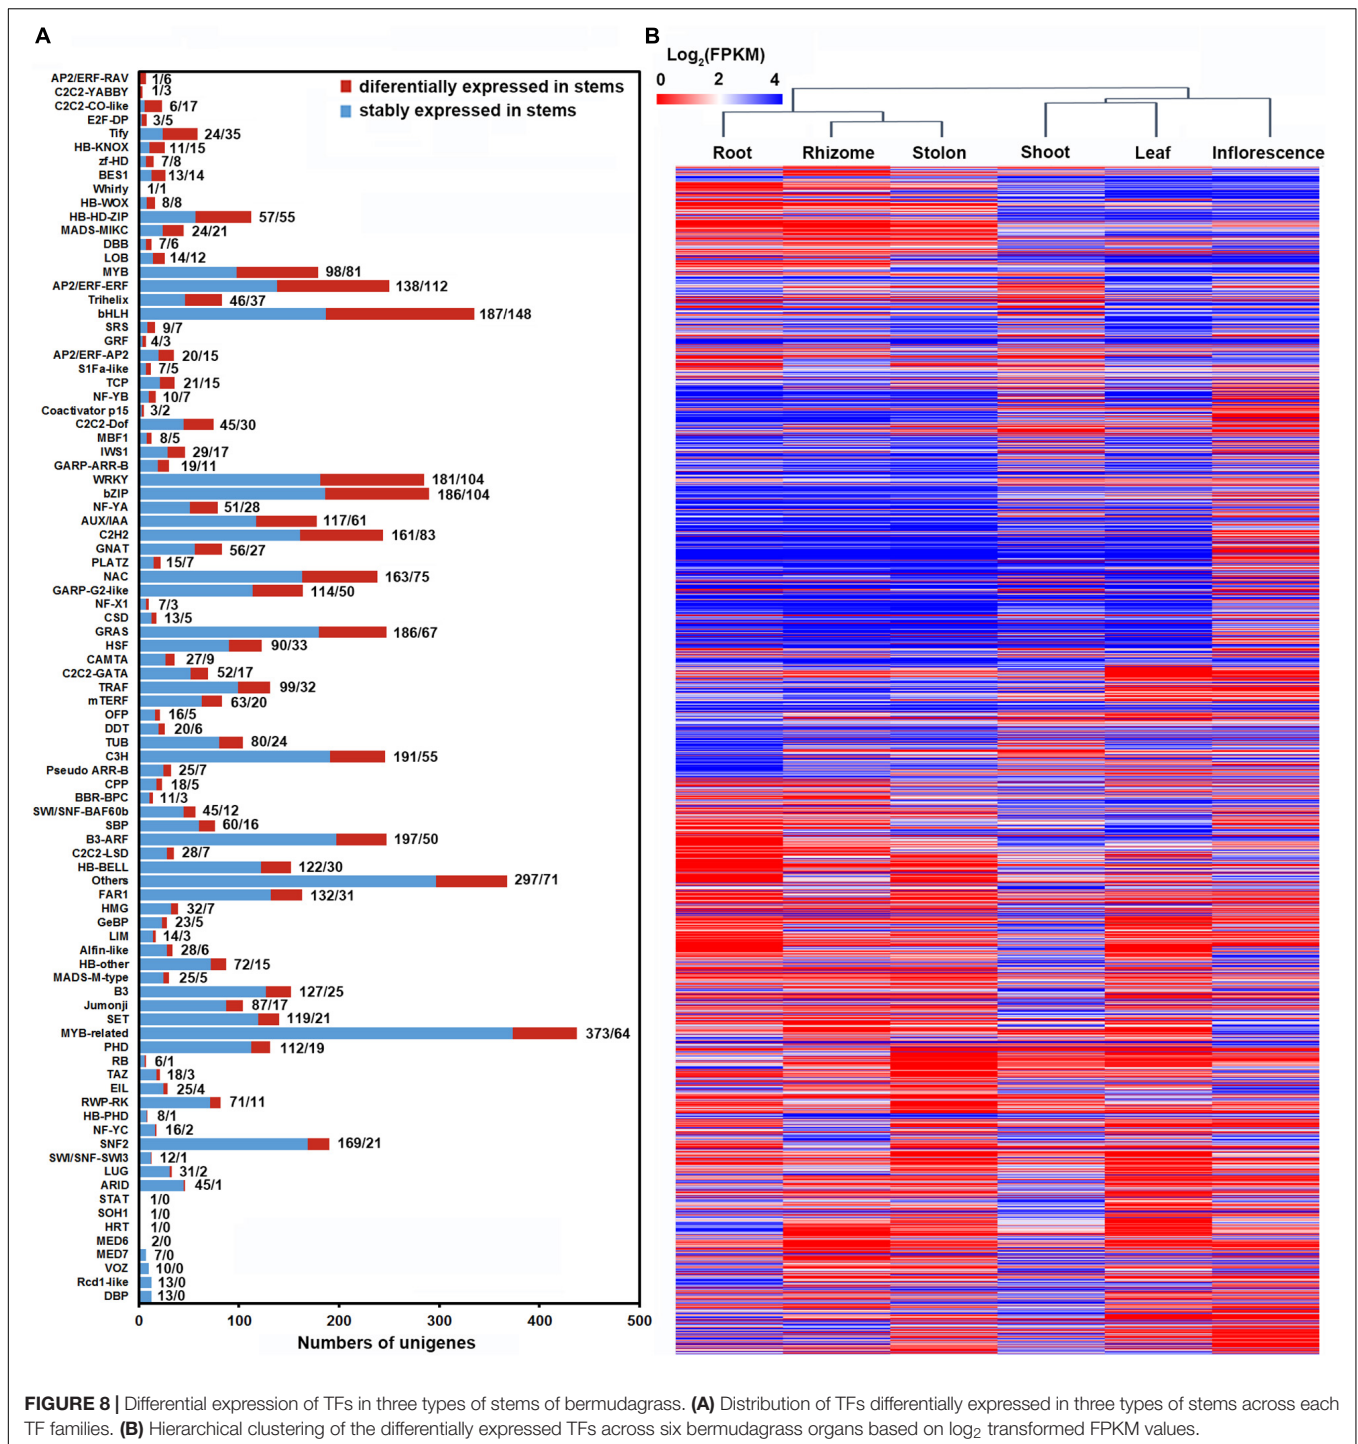 A
diferentially expressed in stems
stably expressed in stems
AP2/ERF-RAV 1/6
C2C2-YABBY 1/3
C2C2-CO-like 6/17
E2F-DP 3/5
Tify 24/35
HB-KNOX 11/15
zf-HD 7/8
BES1 13/14
Whirly 1/1
HB-WOX 8/8
HB-HD-ZIP 57/55
MADS-MIKC 24/21
DBB 7/6
LOB 14/12
MYB 98/81
AP2/ERF-ERF 138/112
Trihelix 46/37
bHLH 187/148
SRS 9/7
GRF 4/3
AP2/ERF-AP2 20/15
S1Fa-like 7/5
TCP 21/15
NF-YB 10/7
Coactivator p15 3/2
C2C2-Dof 45/30
MBF1 8/5
IWS1 29/17
GARP-ARR-B 19/11
WRKY 181/104
bZIP 186/104
NF-YA 51/28
AUX/IAA 117/61
C2H2 161/83
GNAT 56/27
PLATZ 15/7
NAC 163/75
GARP-G2-like 114/50
NF-X1 7/3
CSD 13/5
GRAS 186/67
HSF 90/33
CAMTA 27/9
C2C2-GATA 52/17
TRAF 99/32
mTERF 63/20
OFP 16/5
DDT 20/6
TUB 80/24
C3H 191/55
Pseudo ARR-B 25/7
CPP 18/5
BBR-BPC 11/3
SWI/SNF-BAF60b 45/12
SBP 60/16
B3-ARF 197/50
C2C2-LSD 28/7
HB-BELL 122/30
Others 297/71
FAR1 132/31
HMG 32/7
GeBP 23/5
LIM 14/3
Alfin-like 28/6
HB-other 72/15
MADS-M-type 25/5
B3 127/25
Jumonji 87/17
SET 119/21
MYB-related 373/64
PHD 112/19
RB 6/1
TAZ 18/3
EIL 25/4
RWP-RK 71/11
HB-PHD 8/1
NF-YC 16/2
SNF2 169/21
SWI/SNF-SWI3 12/1
LUG 31/2
ARID 45/1
STAT 1/0
SOH1 1/0
HRT 1/0
MED6 2/0
MED7 7/0
VOZ 10/0
Rcd1-like 13/0
DBP 13/0
0 100 200 300 400 500
Numbers of unigenes
B
Log2(FPKM)
0 2 4
Root Rhizome Stolon Shoot Leaf Inflorescence
FIGURE 8 | Differential expression of TFs in three types of stems of bermudagrass. (A) Distribution of TFs differentially expressed in three types of stems across each
TF families. (B) Hierarchical clustering of the differentially expressed TFs across six bermudagrass organs based on log2 transformed FPKM values.